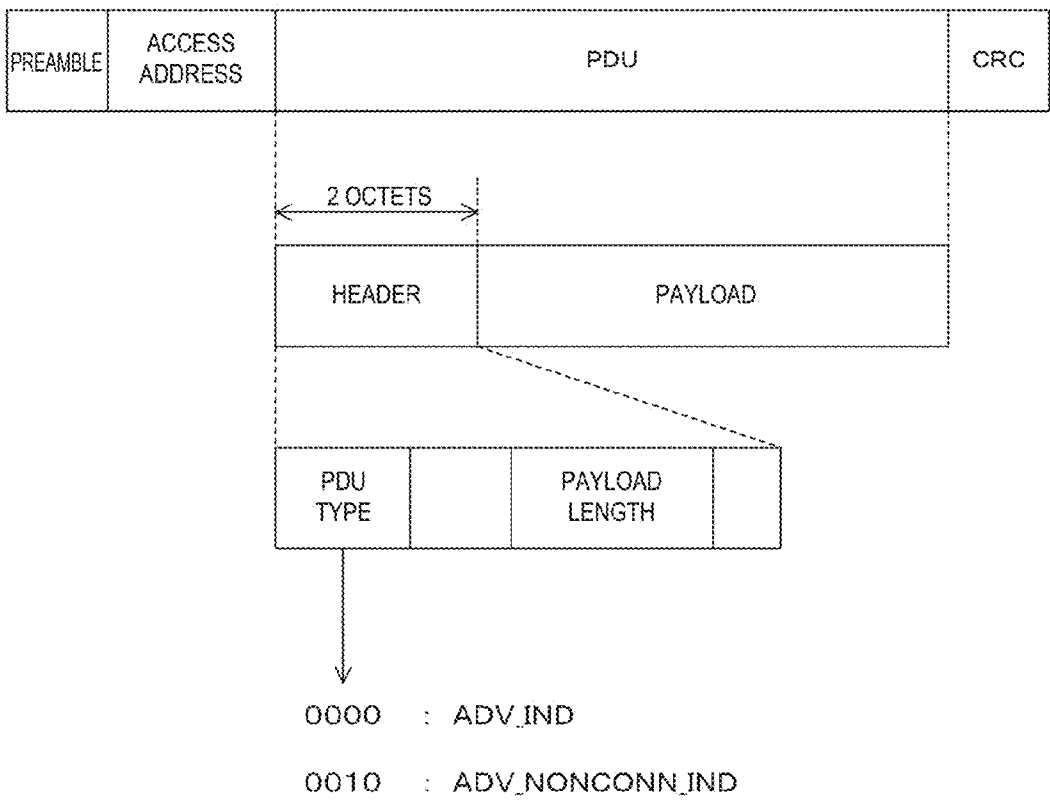 PREAMBLE
ACCESS
ADDRESS
PDU
CRC
2 OCTETS
HEADER
PAYLOAD
PDU
TYPE
PAYLOAD
LENGTH
0000 : ADV_IND
0010 : ADV_NONCONN_IND